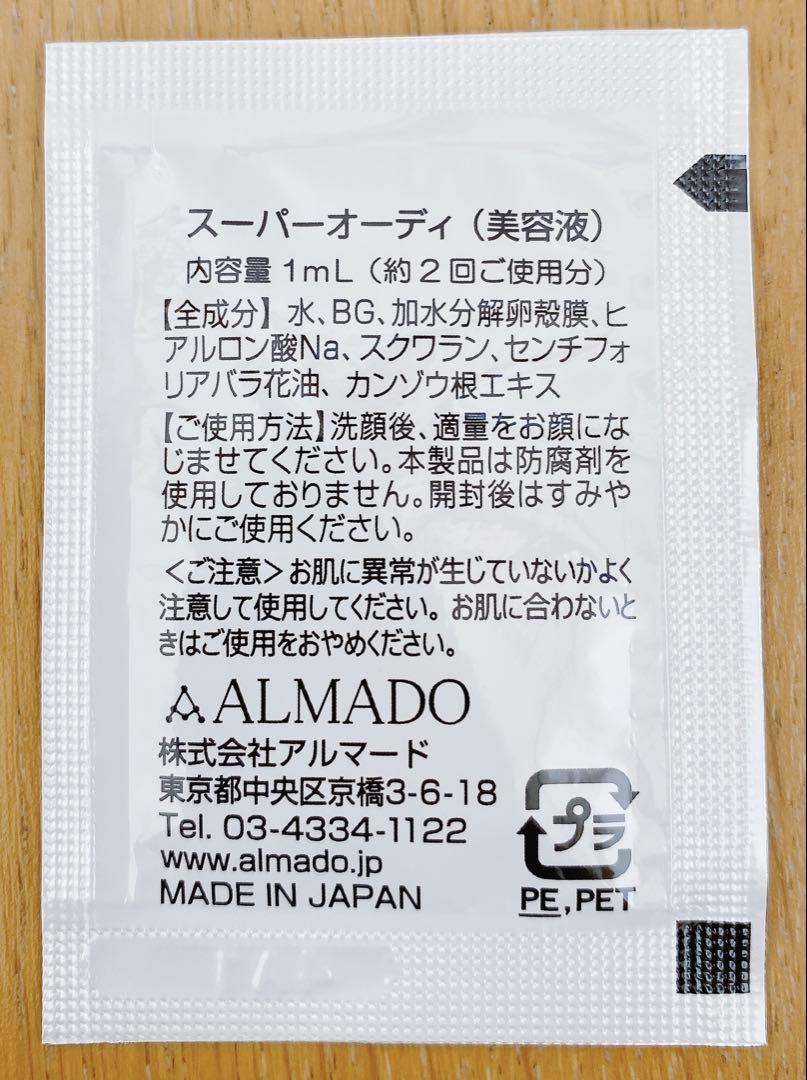 スーパーオーディ（美容液）
内容量 1mL（約2回ご使用分）
【全成分】水、BG、加水分解卵殻膜、ヒ
アルロン酸Na、スクワラン、センチフォ
リアバラ花油、カンゾウ根エキス
【ご使用方法】洗顔後、適量をお顔にな
じませてください。本製品は防腐剤を
使用しておりません。開封後はすみや
かにご使用ください。
＜ご注意＞お肌に異常が生じていないかよく
注意して使用してください。お肌に合わないと
きはご使用をおやめください。
ALMADO
株式会社アルマード
東京都中央区京橋3-6-18
Tel. 03-4334-1122
www.almado.jp
MADE IN JAPAN
プラ
PE,PET